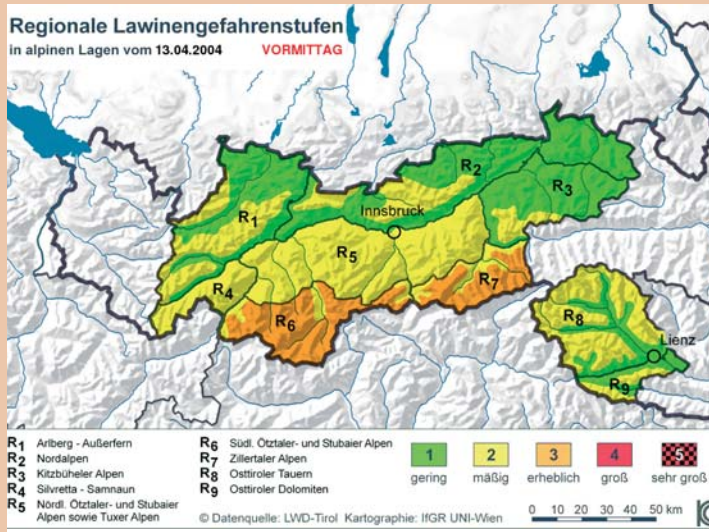 Regionale Lawinengefahrenstufen
in alpinen Lagen vom 13.04.2004 VORMITTAG
R2
R3
Innsbruck
R1
R5
R7
R4
R6
R8
Lienz
R9
R1 Arlberg - Außerfern
R2 Nordalpen
R3 Kitzbüheler Alpen
R4 Silvretta - Samnaun
R5 Nördl. Ötztaler- und Stubaier
Alpen sowie Tuxer Alpen
R6 Südl. Ötztaler- und Stubaier Alpen
R7 Zillertaler Alpen
R8 Osttiroler Tauern
R9 Osttiroler Dolomiten
1 2 3 4 5
gering mäßig erheblich groß sehr groß
© Datenquelle: LWD-Tirol Kartographie: IfGR UNI-Wien
0 10 20 30 40 50 km